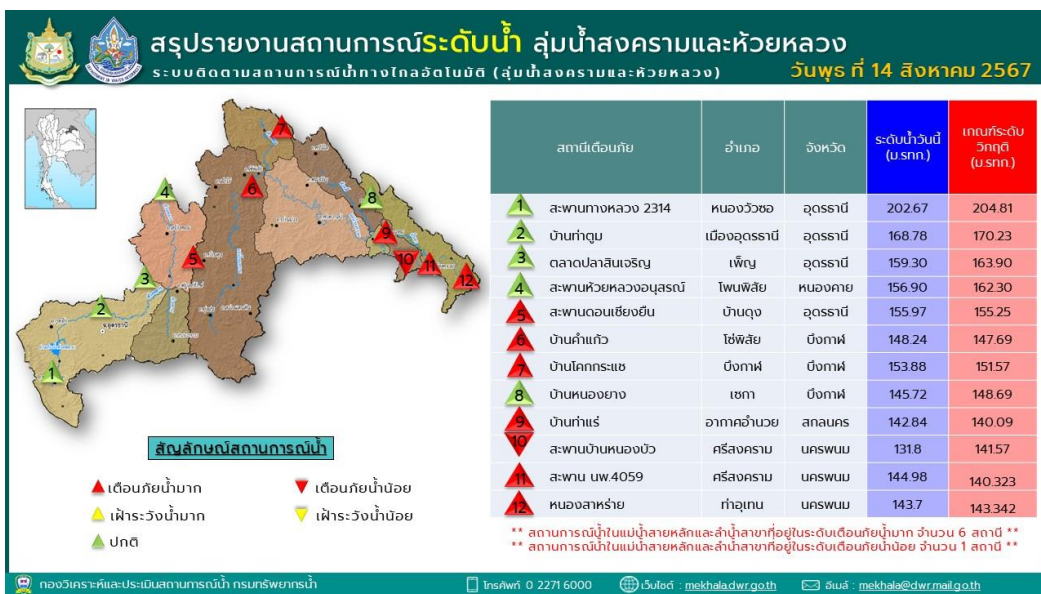 สรุปรายงานสถานการณ์ระดับน้ำ ลุ่มน้ำสงครามและห้วยหลวง
ระบบติดตามสถานการณ์น้ำทางไกลอัตโนมัติ (ลุ่มน้ำสงครามและห้วยหลวง)
วันพุธ ที่ 14 สิงหาคม 2567
7
4
6
8
9
5
10
11
12
3
2
1
สัญลักษณ์สถานการณ์น้ำ
เตือนภัยน้ำมาก
เตือนภัยน้ำน้อย
เฝ้าระวังน้ำมาก
เฝ้าระวังน้ำน้อย
ปกติ
สถานีเตือนภัย อำเภอ จังหวัด ระดับน้ำวันนี้ (ม.รทก.) เกณฑ์ระดับวิกฤติ (ม.รทก.)
1 สะพานทางหลวง 2314 หนองวัวซอ อุดรธานี 202.67 204.81
2 บ้านท่าตูม เมืองอุดรธานี อุดรธานี 168.78 170.23
3 ตลาดปลาสินเจริญ เพ็ญ อุดรธานี 159.30 163.90
4 สะพานห้วยหลวงอนุสรณ์ โพนพิสัย หนองคาย 156.90 162.30
5 สะพานดอนเชียงยืน บ้านดุง อุดรธานี 155.97 155.25
6 บ้านคำแก้ว โซ่พิสัย บึงกาฬ 148.24 147.69
7 บ้านโคกกระแซ บึงกาฬ บึงกาฬ 153.88 151.57
8 บ้านหนองยาง เซกา บึงกาฬ 145.72 148.69
9 บ้านท่าแร่ อากาศอำนวย สกลนคร 142.84 140.09
10 สะพานบ้านหนองบัว ศรีสงคราม นครพนม 131.8 141.57
11 สะพาน นพ.4059 ศรีสงคราม นครพนม 144.98 140.323
12 หนองสาหร่าย ท่าอุเทน นครพนม 143.7 143.342
** สถานการณ์น้ำในแม่น้ำสายหลักและลำน้ำสาขาที่อยู่ในระดับเตือนภัยน้ำมาก จำนวน 6 สถานี **
** สถานการณ์น้ำในแม่น้ำสายหลักและลำน้ำสาขาที่อยู่ในระดับเตือนภัยน้ำน้อย จำนวน 1 สถานี **
กองวิเคราะห์และประเมินสถานการณ์น้ำ กรมทรัพยากรน้ำ
โทรศัพท์ 0 2271 6000
เว็บไซต์ : mekhala.dwr.go.th
อีเมล์ : mekhala@dwr.mail.go.th